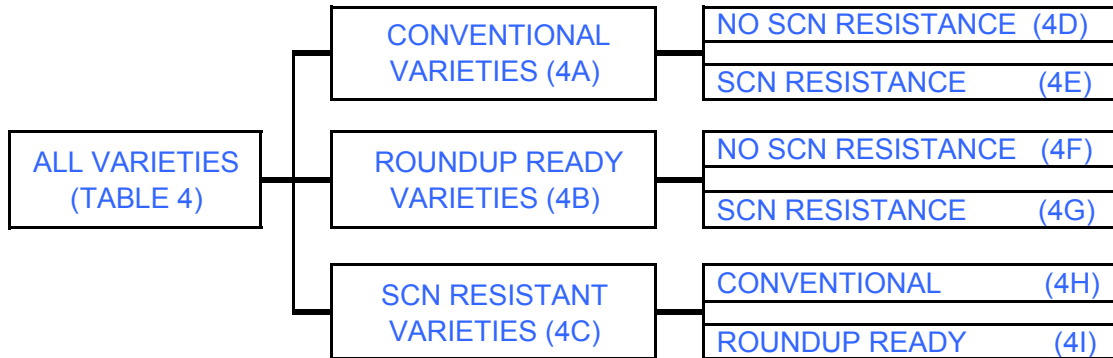 ALL VARIETIES
(TABLE 4)
CONVENTIONAL
VARIETIES (4A)
NO SCN RESISTANCE (4D)
SCN RESISTANCE (4E)
ROUNDUP READY
VARIETIES (4B)
NO SCN RESISTANCE (4F)
SCN RESISTANCE (4G)
SCN RESISTANT
VARIETIES (4C)
CONVENTIONAL (4H)
ROUNDUP READY (4I)